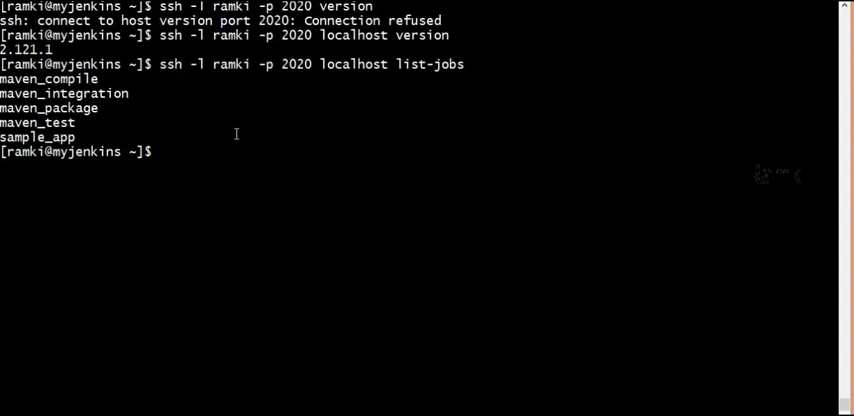 [ramki@myjenkins ~]$ ssh -l ramki -p 2020 version
ssh: connect to host version port 2020: Connection refused
[ramki@myjenkins ~]$ ssh -l ramki -p 2020 localhost version
2.121.1
[ramki@myjenkins ~]$ ssh -l ramki -p 2020 localhost list-jobs
maven_compile
maven_integration
maven_package
maven_test
sample_app
[ramki@myjenkins ~]$